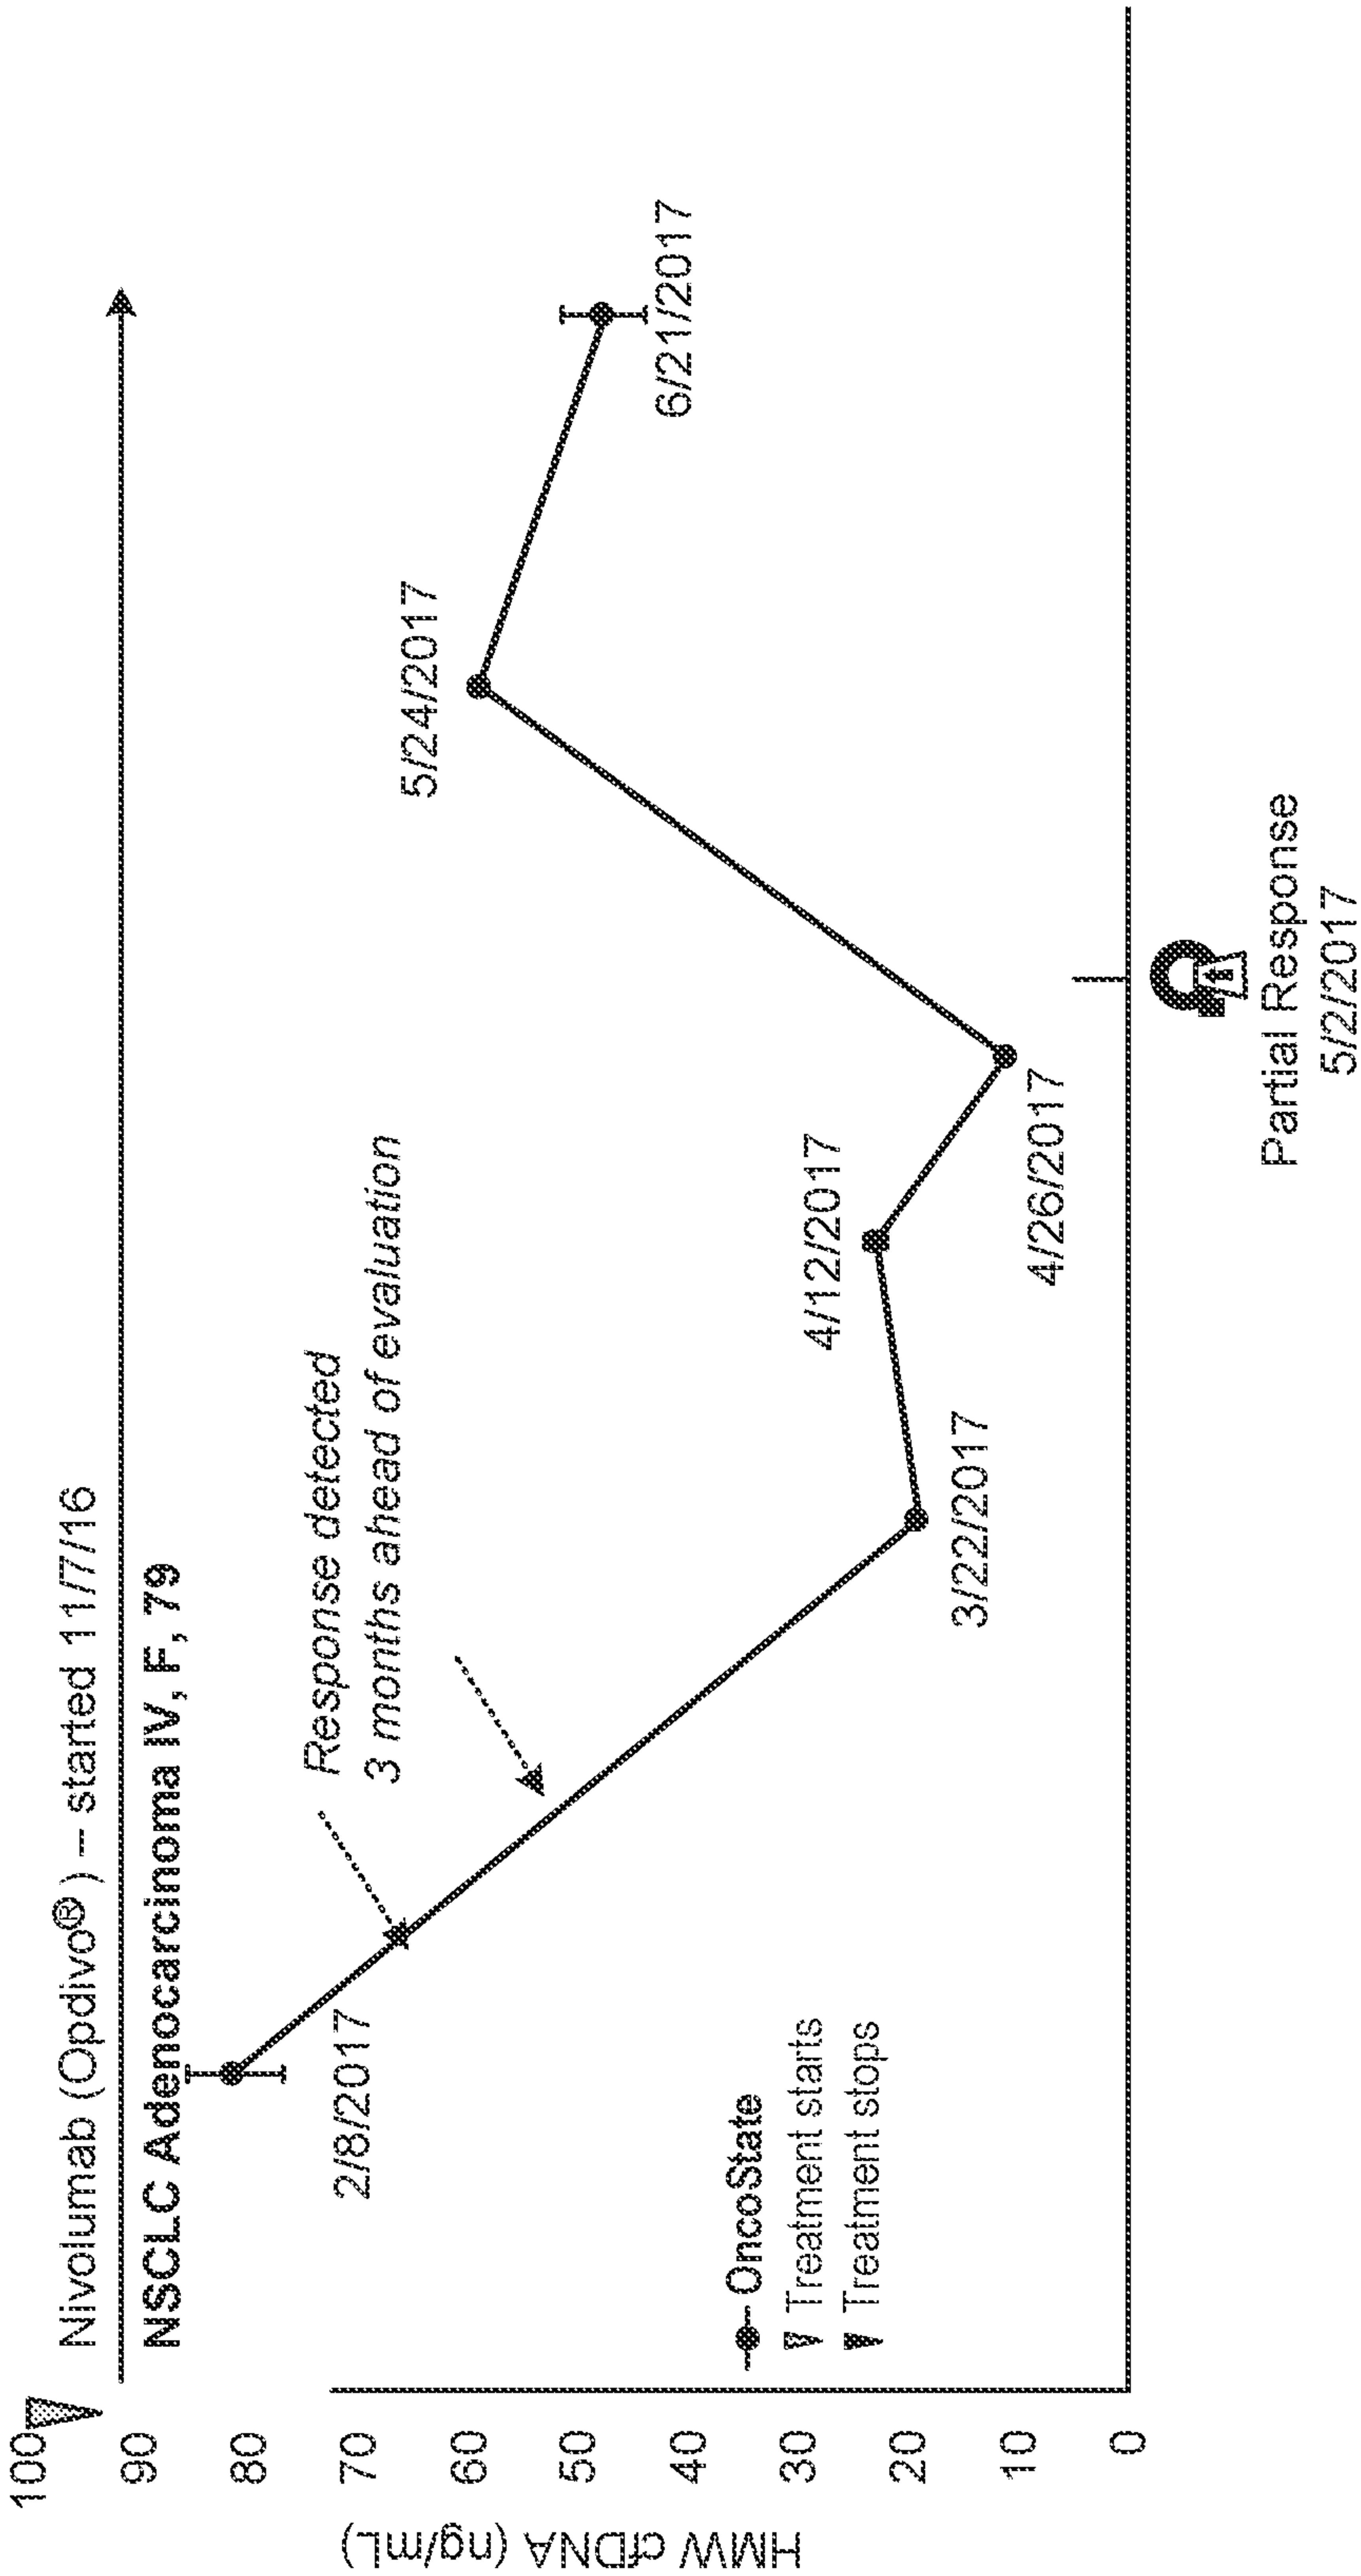 Nivolumab (Opdivo®) – started 11/7/16
NSCLC Adenocarcinoma IV, F, 79
HMW cfDNA (ng/mL)
100
90
80
70
60
50
40
30
20
10
0
2/8/2017
Response detected
3 months ahead of evaluation
3/22/2017
4/12/2017
4/26/2017
5/24/2017
6/21/2017
OncoState
Treatment starts
Treatment stops
Partial Response
5/2/2017